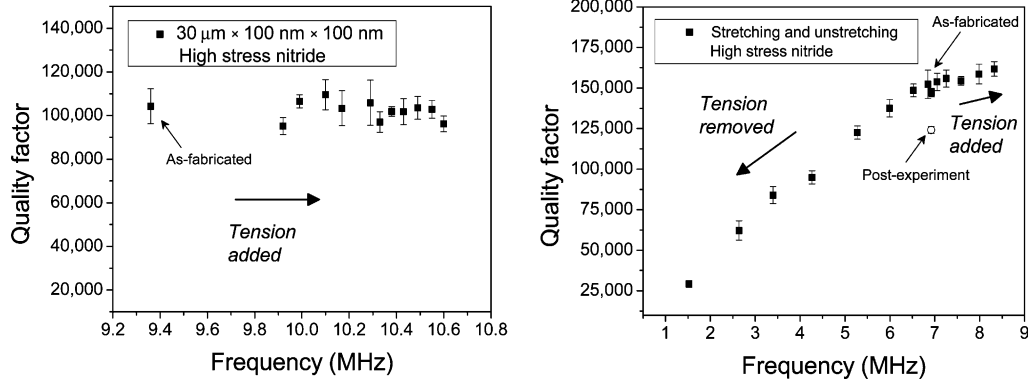 30 μm × 100 nm × 100 nm
High stress nitride
140,000
120,000
100,000
80,000
60,000
40,000
20,000
Quality factor
As-fabricated
Tension
added
9.2 9.4 9.6 9.8 10.0 10.2 10.4 10.6 10.8
Frequency (MHz)
Stretching and unstretching
High stress nitride
200,000
175,000
150,000
125,000
100,000
75,000
50,000
25,000
Quality factor
As-fabricated
Tension
removed
Tension
added
Post-experiment
1 2 3 4 5 6 7 8 9
Frequency (MHz)